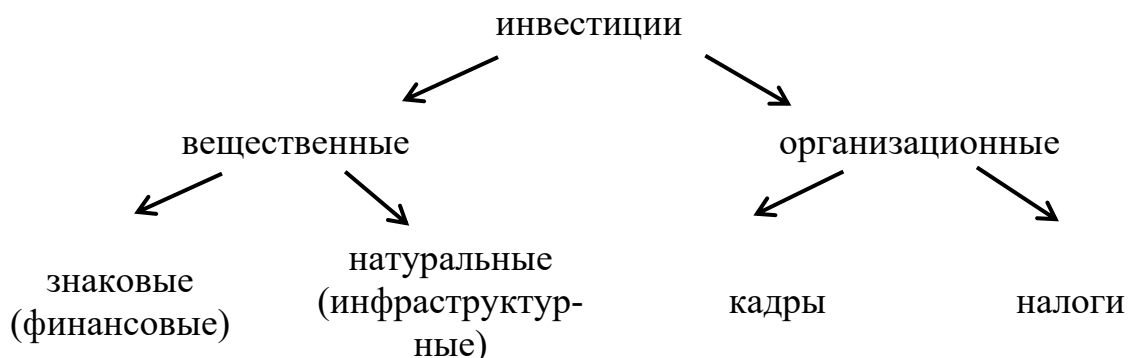 инвестиции
вещественные
организационные
знаковые
(финансовые)
натуральные
(инфраструктур-
ные)
кадры
налоги